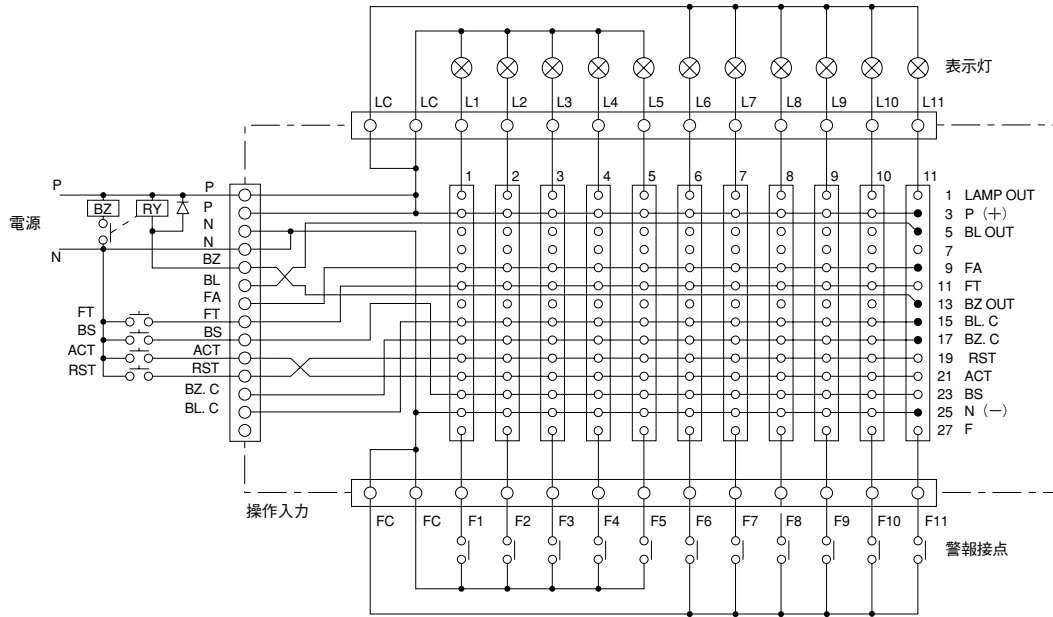 表示灯
LC LC L1 L2 L3 L4 L5 L6 L7 L8 L9 L10 L11
1 2 3 4 5 6 7 8 9 10 11
電源
P
N
BZ RY
FT
BS
ACT
RST
P
P
N
N
BZ
BL
FA
FT
BS
ACT
RST
BZ. C
BL. C
1 LAMP OUT
3 P（＋）
5 BL OUT
7
9 FA
11 FT
13 BZ OUT
15 BL. C
17 BZ. C
19 RST
21 ACT
23 BS
25 N（－）
27 F
操作入力
FC FC F1 F2 F3 F4 F5 F6 F7 F8 F9 F10 F11
警報接点